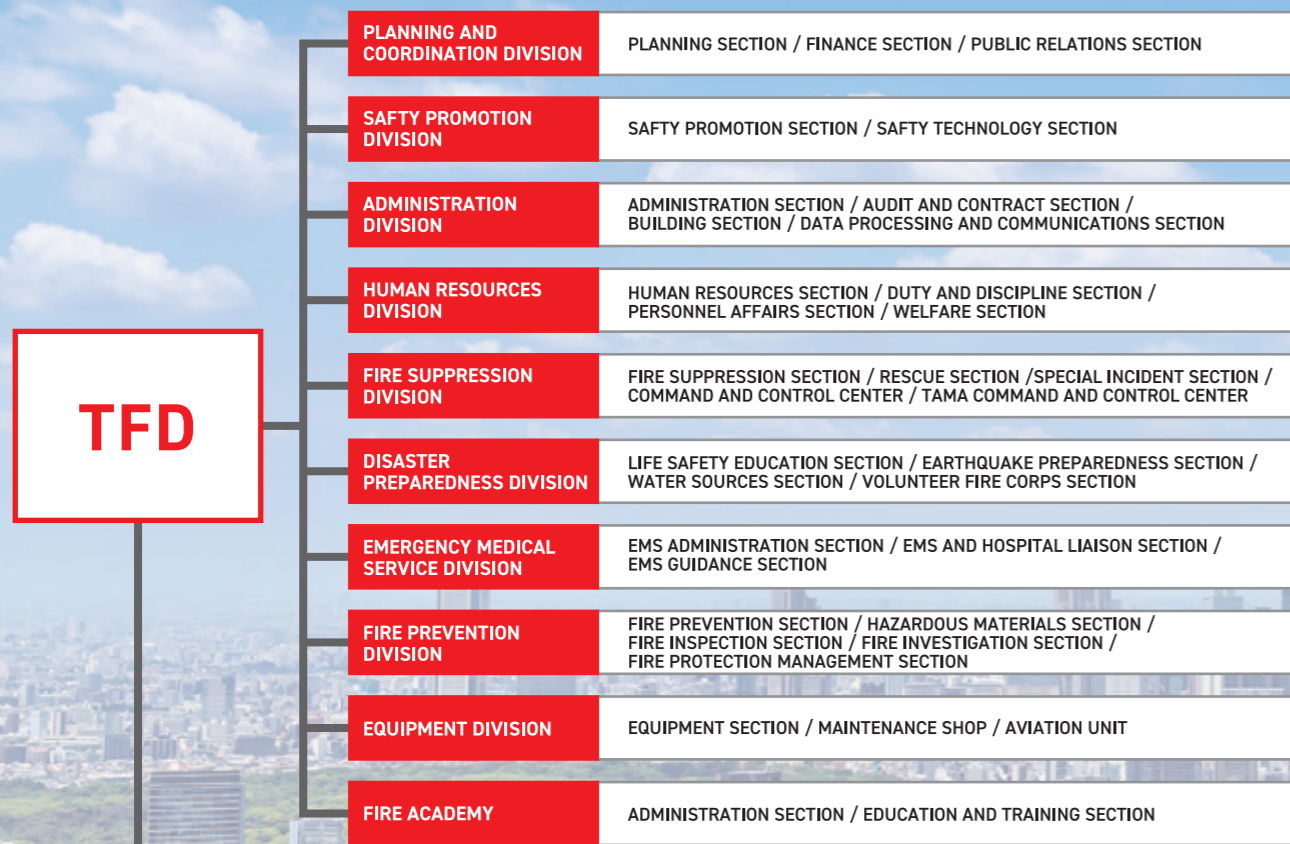 TFD
PLANNING AND
COORDINATION DIVISION
PLANNING SECTION / FINANCE SECTION / PUBLIC RELATIONS SECTION
SAFTY PROMOTION
DIVISION
SAFTY PROMOTION SECTION / SAFTY TECHNOLOGY SECTION
ADMINISTRATION
DIVISION
ADMINISTRATION SECTION / AUDIT AND CONTRACT SECTION /
BUILDING SECTION / DATA PROCESSING AND COMMUNICATIONS SECTION
HUMAN RESOURCES
DIVISION
HUMAN RESOURCES SECTION / DUTY AND DISCIPLINE SECTION /
PERSONNEL AFFAIRS SECTION / WELFARE SECTION
FIRE SUPPRESSION
DIVISION
FIRE SUPPRESSION SECTION / RESCUE SECTION /SPECIAL INCIDENT SECTION /
COMMAND AND CONTROL CENTER / TAMA COMMAND AND CONTROL CENTER
DISASTER
PREPAREDNESS DIVISION
LIFE SAFETY EDUCATION SECTION / EARTHQUAKE PREPAREDNESS SECTION /
WATER SOURCES SECTION / VOLUNTEER FIRE CORPS SECTION
EMERGENCY MEDICAL
SERVICE DIVISION
EMS ADMINISTRATION SECTION / EMS AND HOSPITAL LIAISON SECTION /
EMS GUIDANCE SECTION
FIRE PREVENTION
DIVISION
FIRE PREVENTION SECTION / HAZARDOUS MATERIALS SECTION /
FIRE INSPECTION SECTION / FIRE INVESTIGATION SECTION /
FIRE PROTECTION MANAGEMENT SECTION
EQUIPMENT DIVISION
EQUIPMENT SECTION / MAINTENANCE SHOP / AVIATION UNIT
FIRE ACADEMY
ADMINISTRATION SECTION / EDUCATION AND TRAINING SECTION